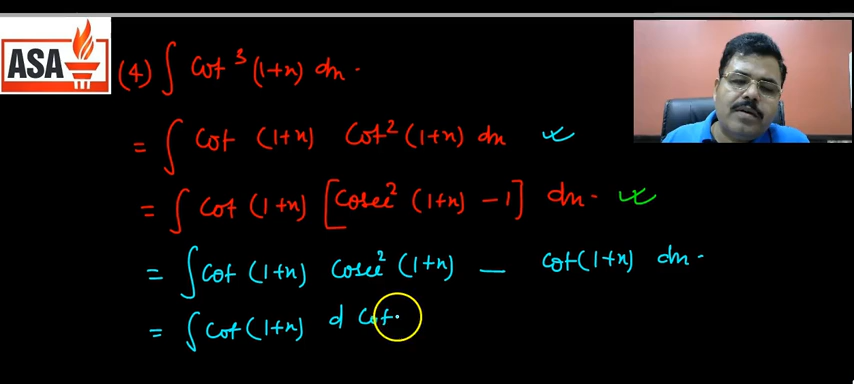 ASA
(4) ∫ Cot³ (1+x) dx.
= ∫ Cot (1+x) Cot² (1+x) dx
= ∫ Cot (1+x) [Cosec² (1+x) − 1] dx.
= ∫ Cot (1+x) Cosec² (1+x) − Cot (1+x) dx.
= ∫ Cot (1+x) d Cot